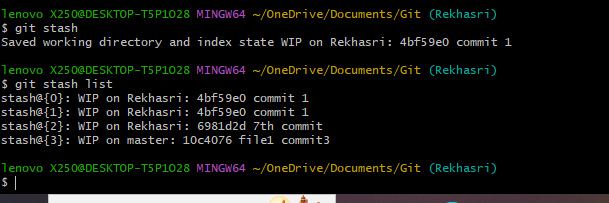 lenovo X250@DESKTOP-T5P1O28 MINGW64 ~/OneDrive/Documents/Git (Rekhasri)
$ git stash
Saved working directory and index state WIP on Rekhasri: 4bf59e0 commit 1
lenovo X250@DESKTOP-T5P1O28 MINGW64 ~/OneDrive/Documents/Git (Rekhasri)
$ git stash list
stash@{0}: WIP on Rekhasri: 4bf59e0 commit 1
stash@{1}: WIP on Rekhasri: 4bf59e0 commit 1
stash@{2}: WIP on Rekhasri: 6981d2d 7th commit
stash@{3}: WIP on master: 10c4076 file1 commit3
lenovo X250@DESKTOP-T5P1O28 MINGW64 ~/OneDrive/Documents/Git (Rekhasri)
$